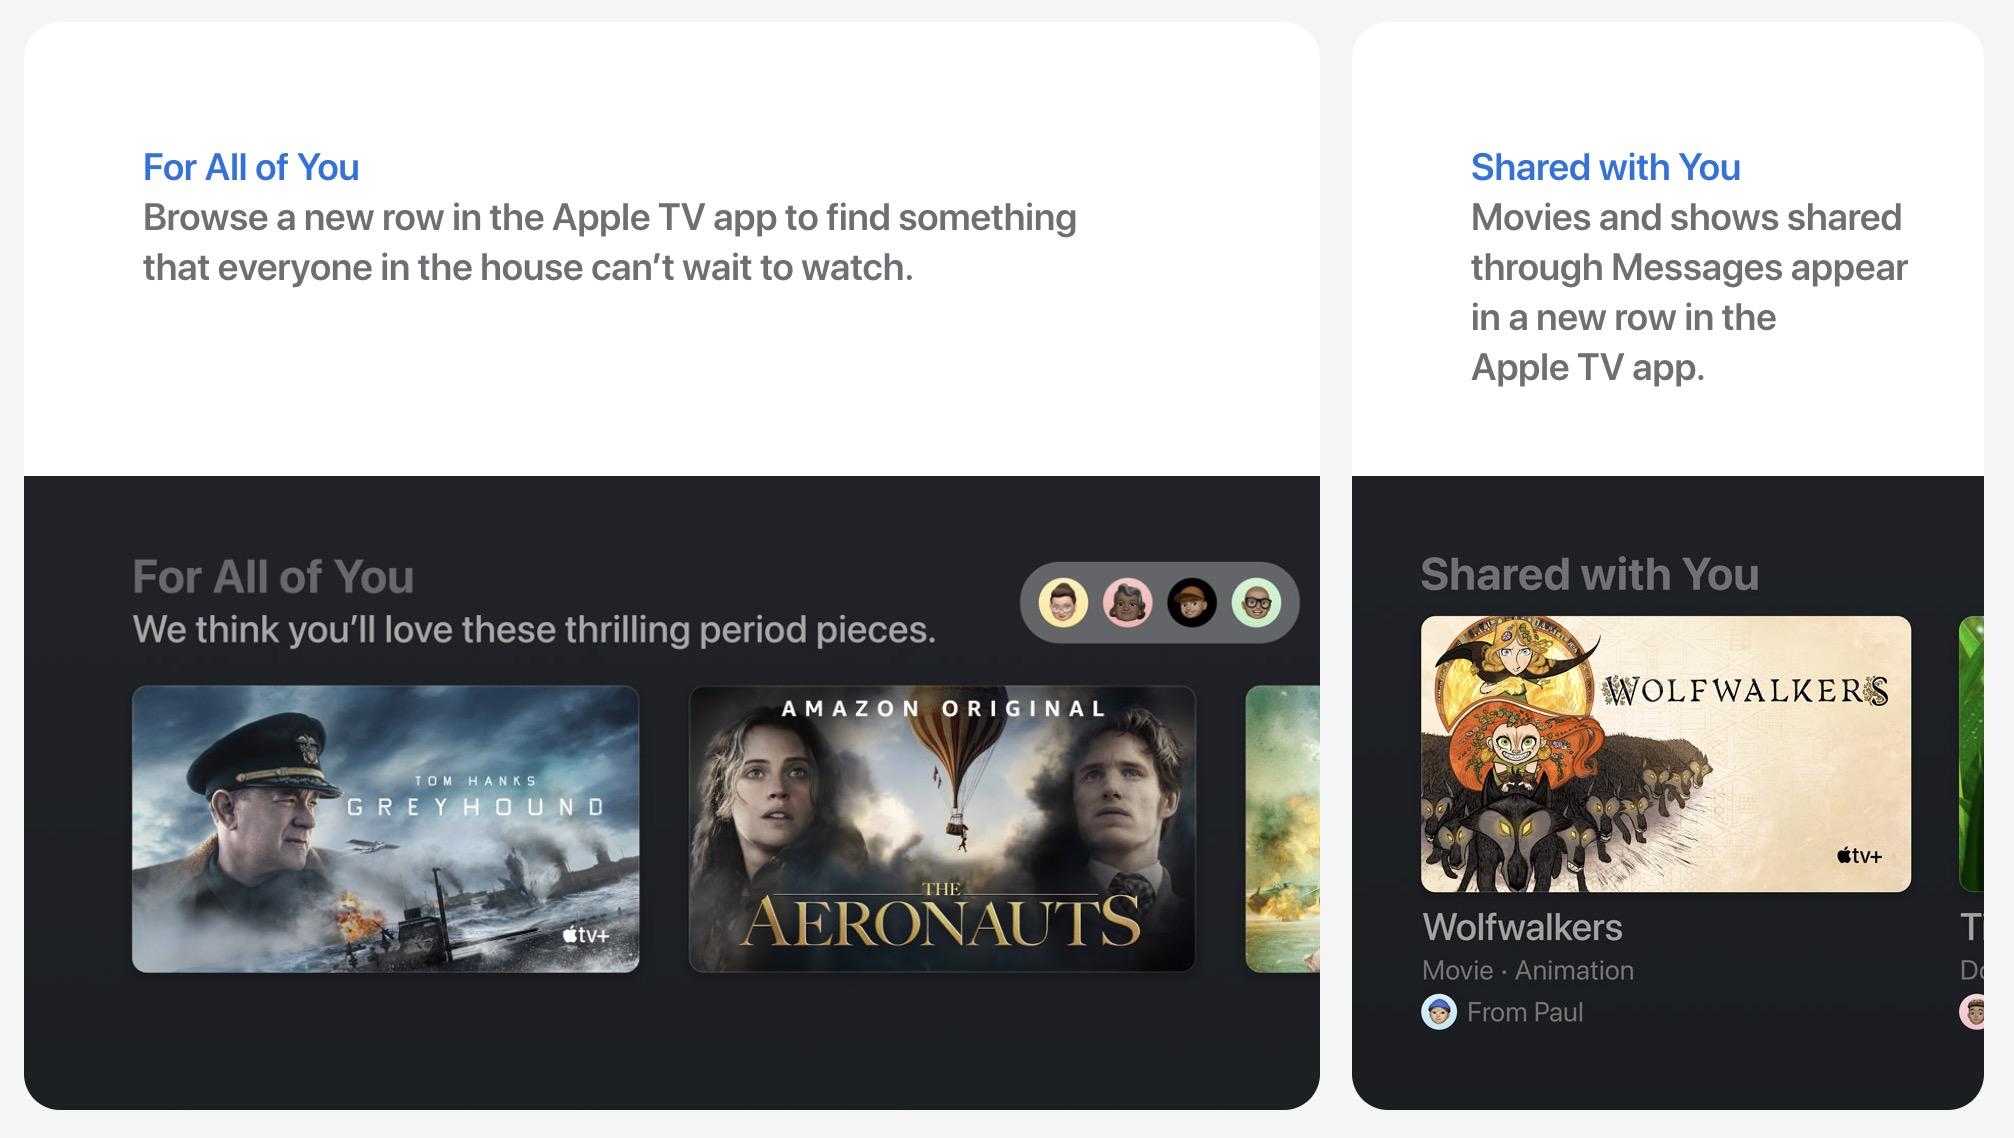 For All of You
Browse a new row in the Apple TV app to find something
that everyone in the house can’t wait to watch.
For All of You
We think you’ll love these thrilling period pieces.
TOM HANKS
GREYHOUND
tv+
AMAZON ORIGINAL
THE
AERONAUTS
Shared with You
Movies and shows shared
through Messages appear
in a new row in the
Apple TV app.
Shared with You
WOLFWALKERS
tv+
Wolfwalkers
Movie · Animation
From Paul